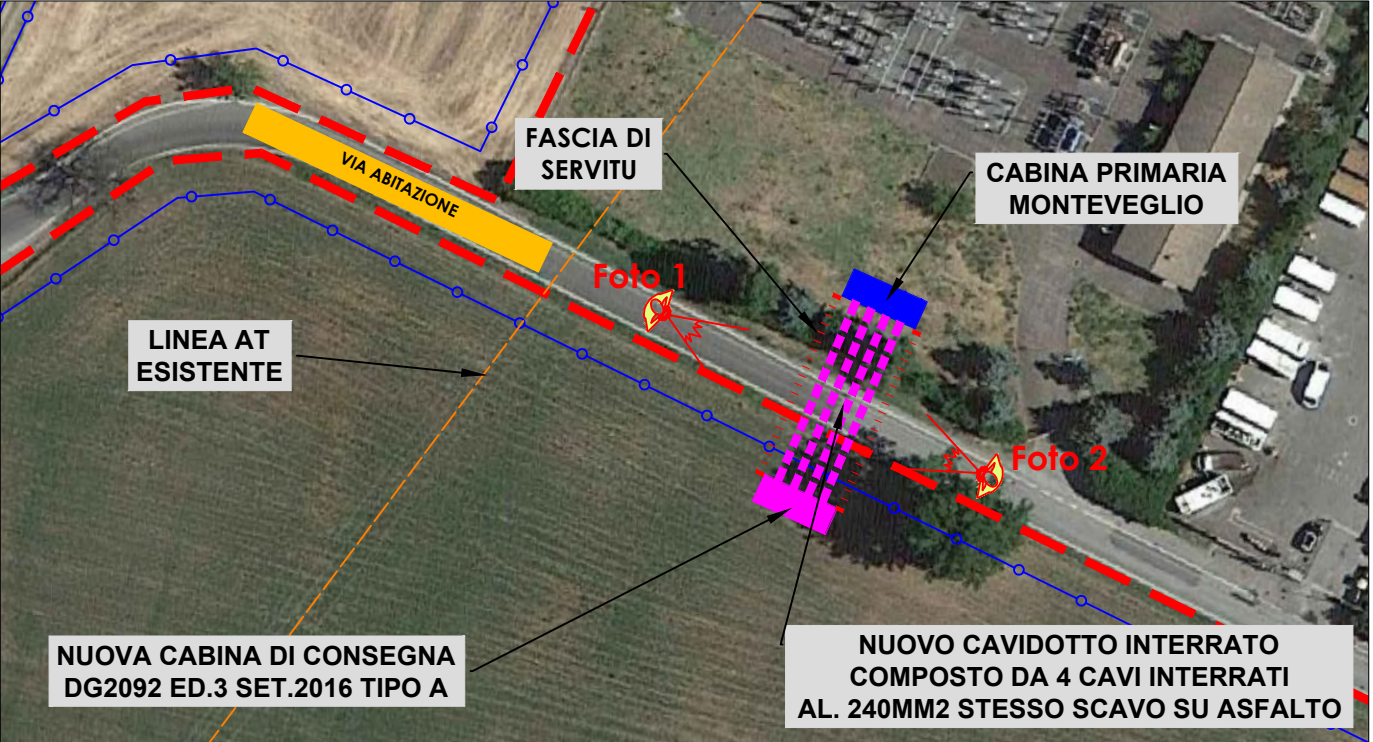 FASCIA DI
SERVITU
CABINA PRIMARIA
MONTEVEGLIO
VIA ABITAZIONE
Foto 1
LINEA AT
ESISTENTE
Foto 2
NUOVA CABINA DI CONSEGNA
DG2092 ED.3 SET.2016 TIPO A
NUOVO CAVIDOTTO INTERRATO
COMPOSTO DA 4 CAVI INTERRATI
AL. 240MM2 STESSO SCAVO SU ASFALTO